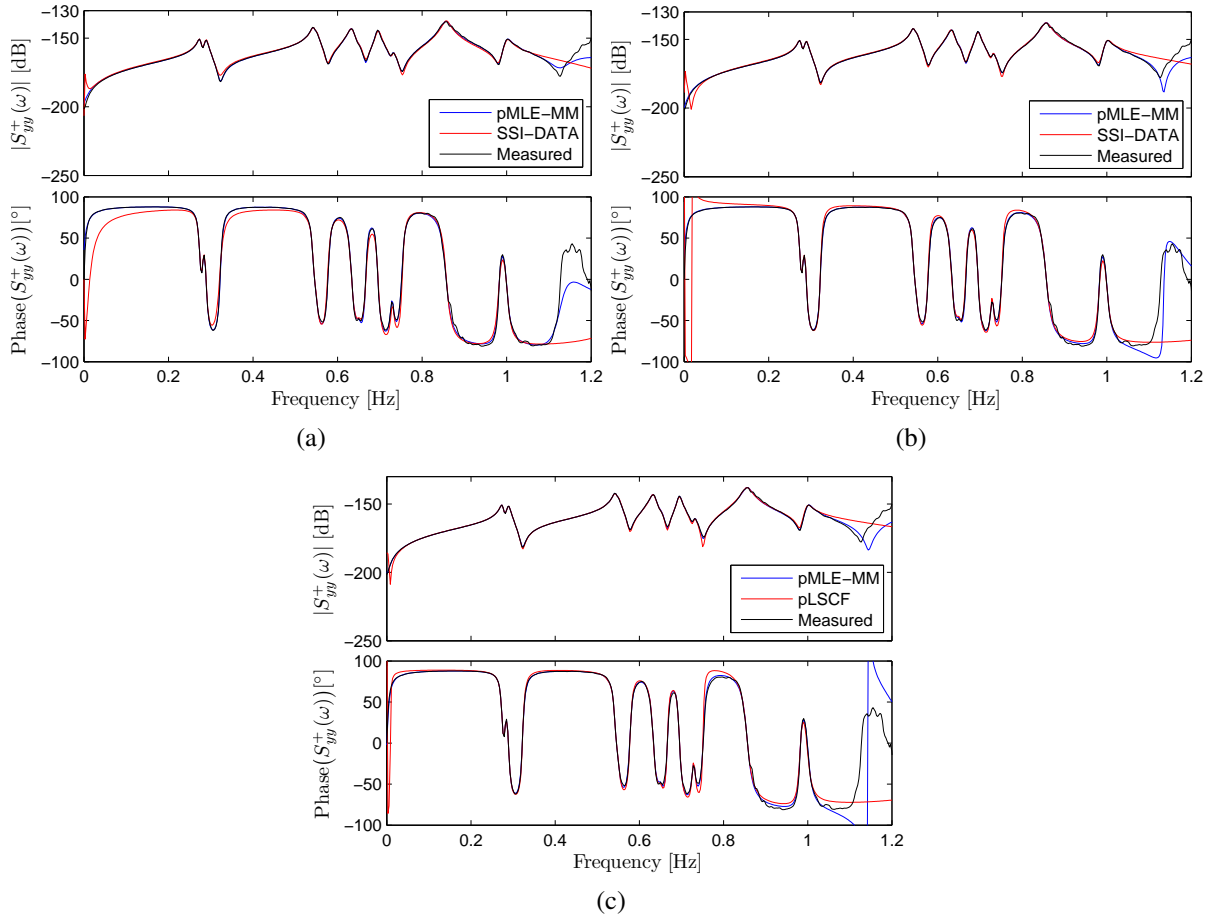 −130
−150
−200
−250
|S⁺yy(ω)| [dB]
pMLE−MM
SSI−DATA
Measured
100
50
0
−50
−100
Phase(S⁺yy(ω))[°]
0 0.2 0.4 0.6 0.8 1 1.2
Frequency [Hz]
(a)
−130
−150
−200
−250
|S⁺yy(ω)| [dB]
pMLE−MM
SSI−DATA
Measured
100
50
0
−50
−100
Phase(S⁺yy(ω))[°]
0 0.2 0.4 0.6 0.8 1 1.2
Frequency [Hz]
(b)
−150
−200
−250
|S⁺yy(ω)| [dB]
pMLE−MM
pLSCF
Measured
100
50
0
−50
−100
Phase(S⁺yy(ω))[°]
0 0.2 0.4 0.6 0.8 1 1.2
Frequency [Hz]
(c)